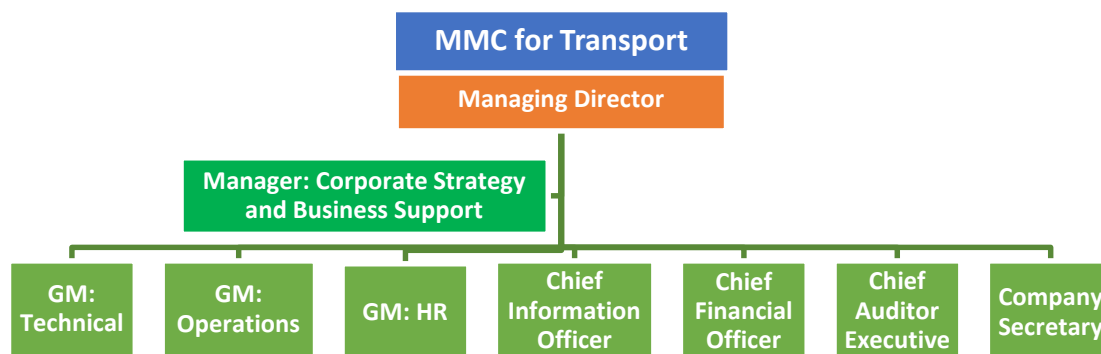 MMC for Transport
Managing Director
Manager: Corporate Strategy
and Business Support
GM:
Technical
GM:
Operations
GM: HR
Chief
Information
Officer
Chief
Financial
Officer
Chief
Auditor
Executive
Company
Secretary